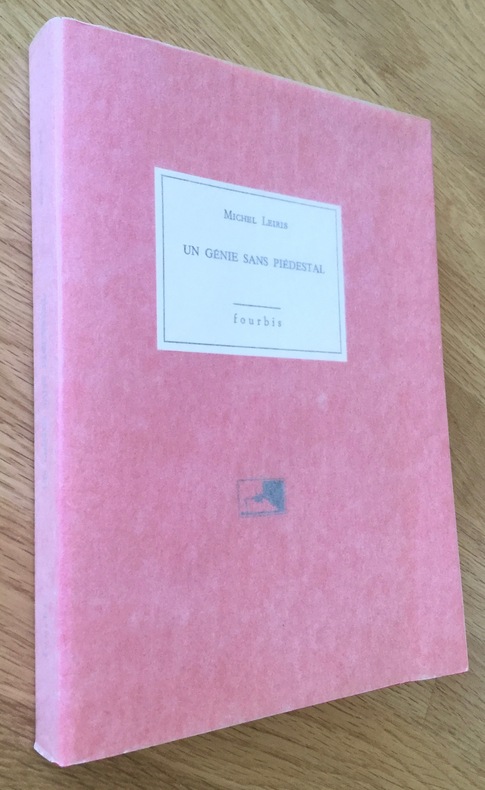 MICHEL LEIRIS
UN GÉNIE SANS PIÉDESTAL
fourbis